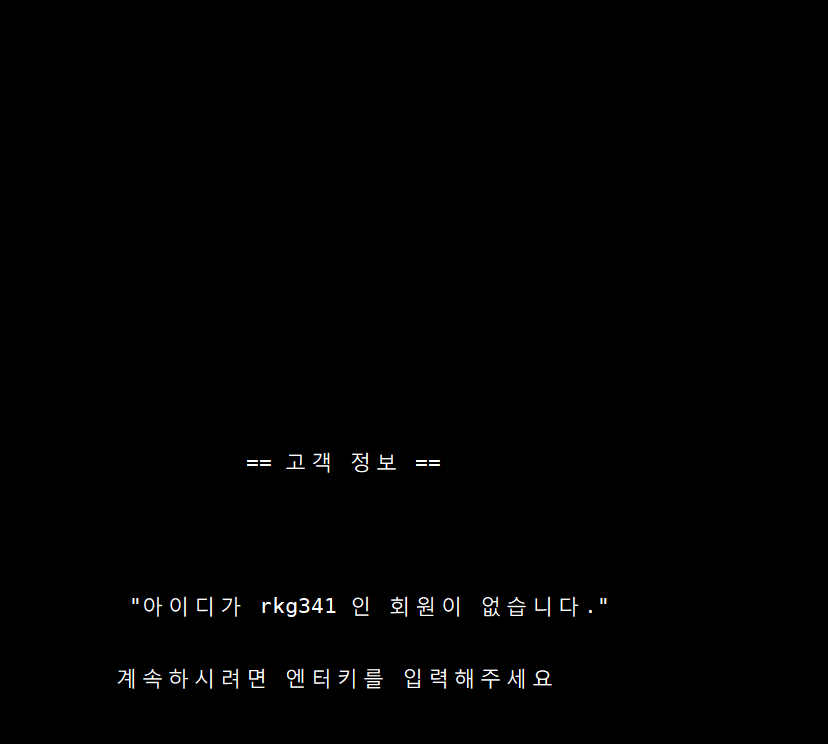 == 고객 정보 ==
"아이디가 rkg341 인 회원이 없습니다."
계속하시려면 엔터키를 입력해주세요